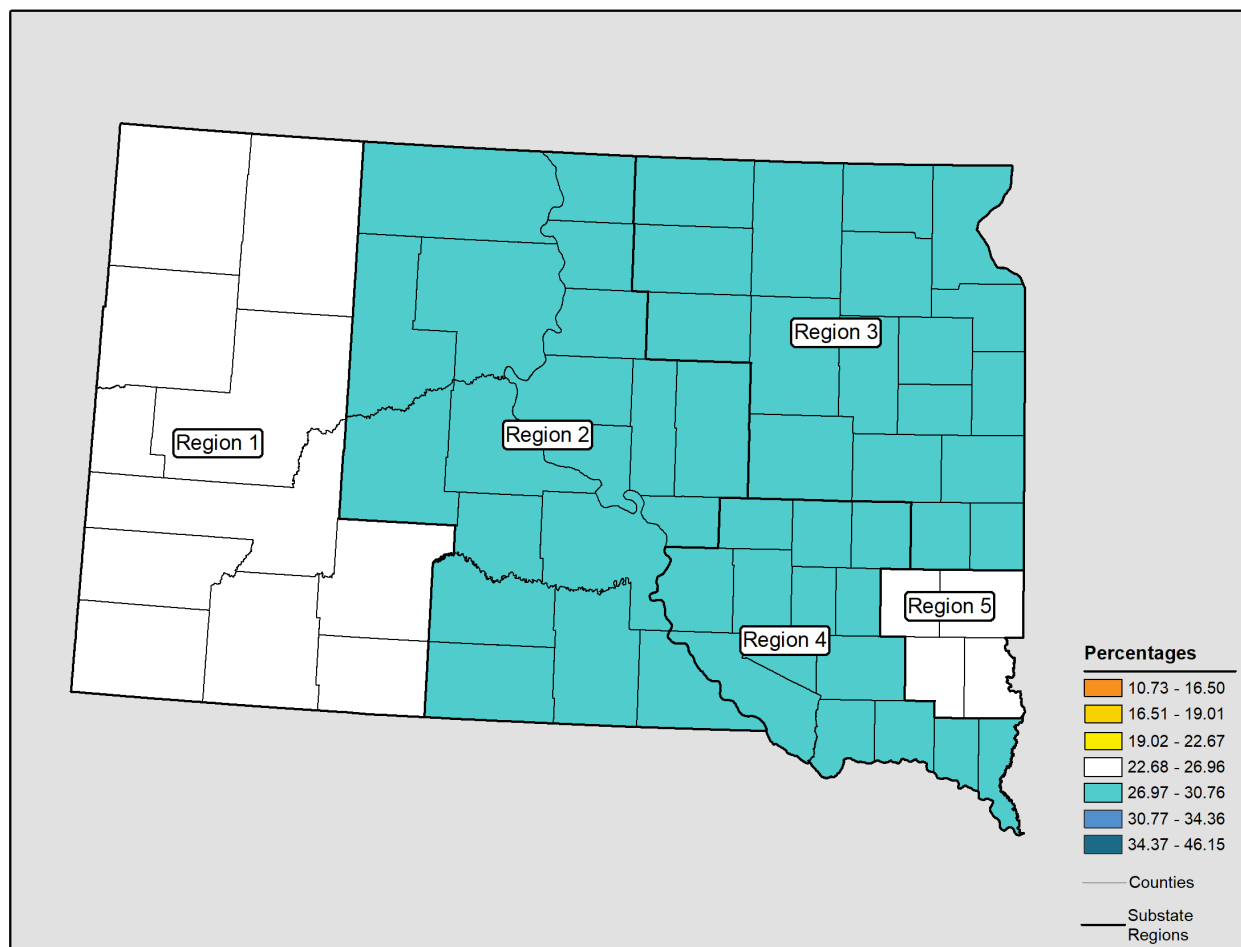 Region 3
Region 2
Region 1
Region 5
Region 4
Percentages
10.73 - 16.50
16.51 - 19.01
19.02 - 22.67
22.68 - 26.96
26.97 - 30.76
30.77 - 34.36
34.37 - 46.15
Counties
Substate
Regions